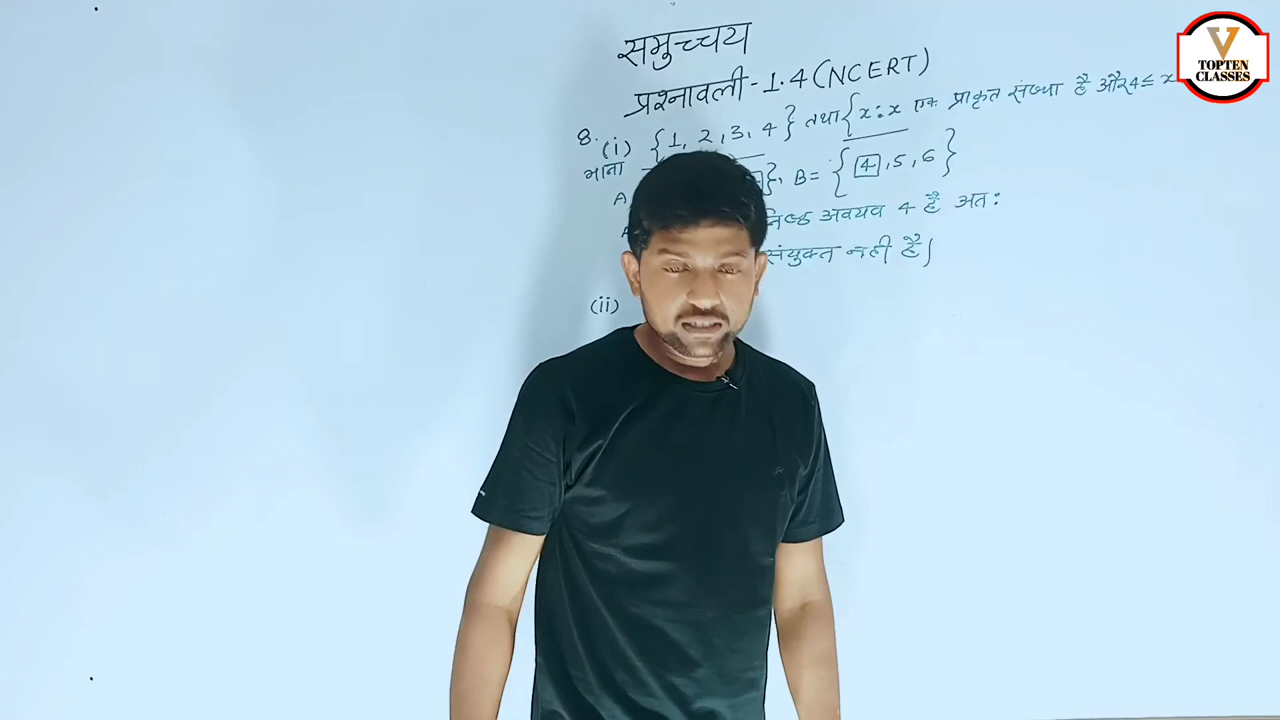 समुच्चय
प्रश्नावली-1.4 (NCERT)
8. (i) {1, 2, 3, 4} तथा {x:x एक प्राकृत संख्या है और 4 ≤ x
माना
A }, B = {4, 5, 6}
अवयव 4 है अतः
संयुक्त नही है|
(ii)
V
TOPTEN
CLASSES